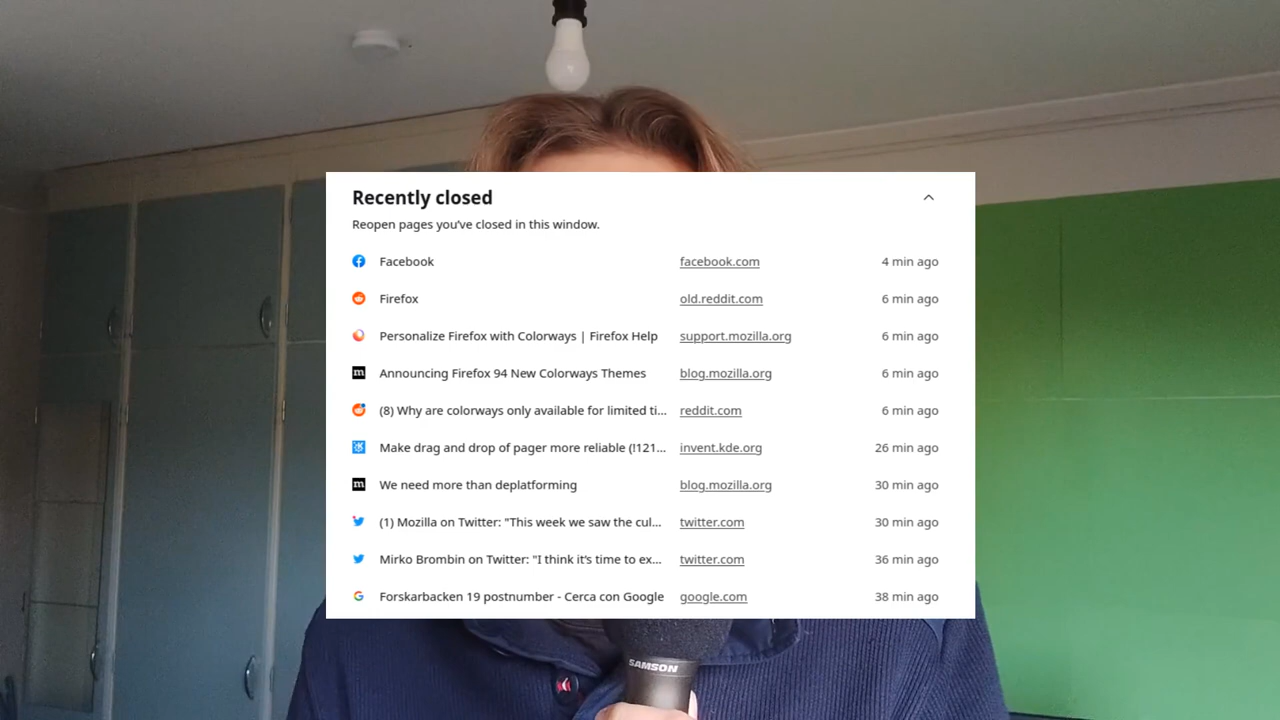 Recently closed
Reopen pages you've closed in this window.
Facebook facebook.com 4 min ago
Firefox old.reddit.com 6 min ago
Personalize Firefox with Colorways | Firefox Help support.mozilla.org 6 min ago
Announcing Firefox 94 New Colorways Themes blog.mozilla.org 6 min ago
(8) Why are colorways only available for limited ti... reddit.com 6 min ago
Make drag and drop of pager more reliable (!121... invent.kde.org 26 min ago
We need more than deplatforming blog.mozilla.org 30 min ago
(1) Mozilla on Twitter: "This week we saw the cul... twitter.com 30 min ago
Mirko Brombin on Twitter: "I think it's time to ex... twitter.com 36 min ago
Forskarbacken 19 postnumber - Cerca con Google google.com 38 min ago
SAMSON